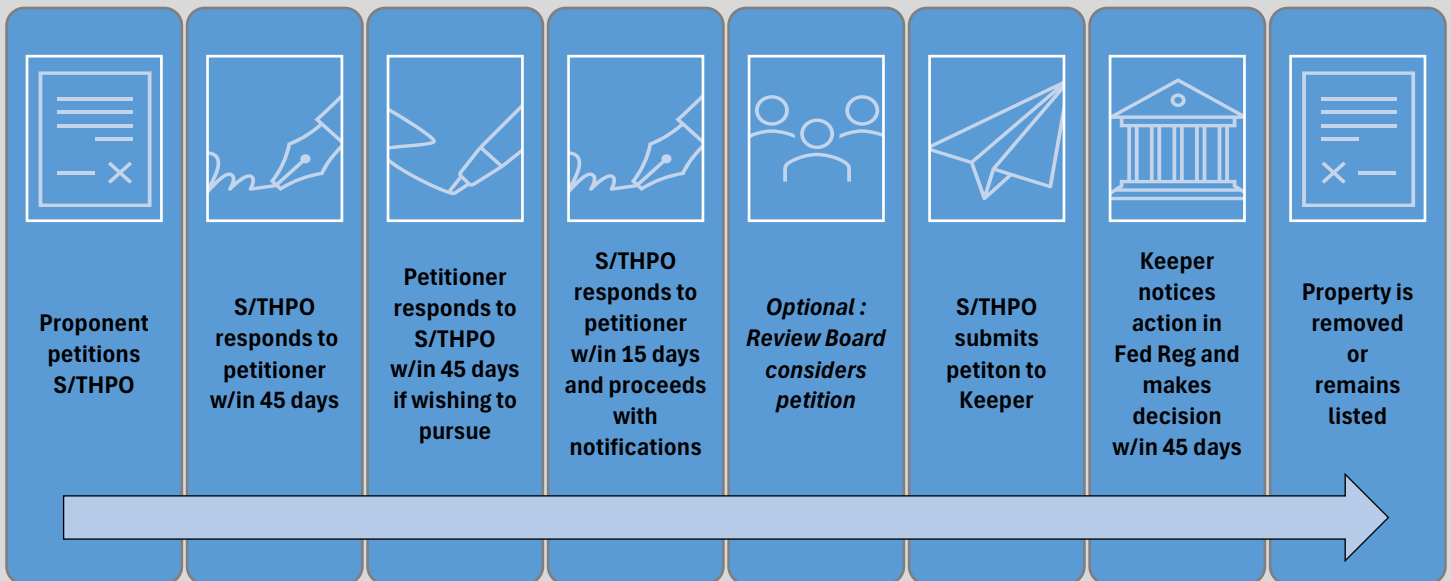 Proponent
petitions
S/THPO
S/THPO
responds to
petitioner
w/in 45 days
Petitioner
responds to
S/THPO
w/in 45 days
if wishing to
pursue
S/THPO
responds to
petitioner
w/in 15 days
and proceeds
with
notifications
Optional :
Review Board
considers
petition
S/THPO
submits
petiton to
Keeper
Keeper
notices
action in
Fed Reg and
makes
decision
w/in 45 days
Property is
removed
or
remains
listed